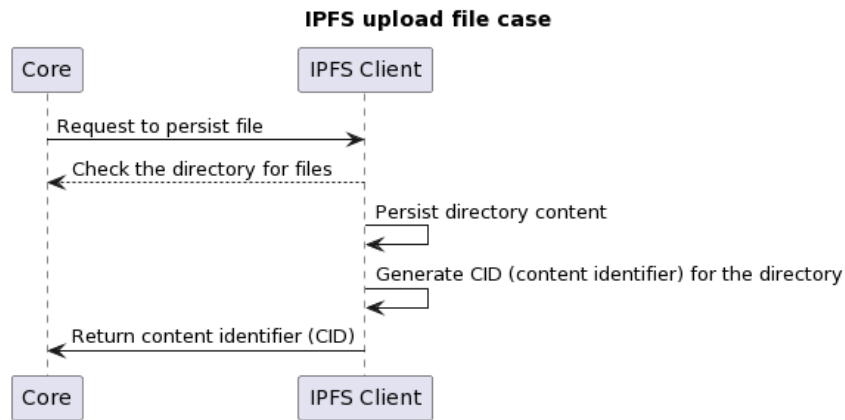 IPFS upload file case
Core
IPFS Client
Request to persist file
Check the directory for files
Persist directory content
Generate CID (content identifier) for the directory
Return content identifier (CID)
Core
IPFS Client